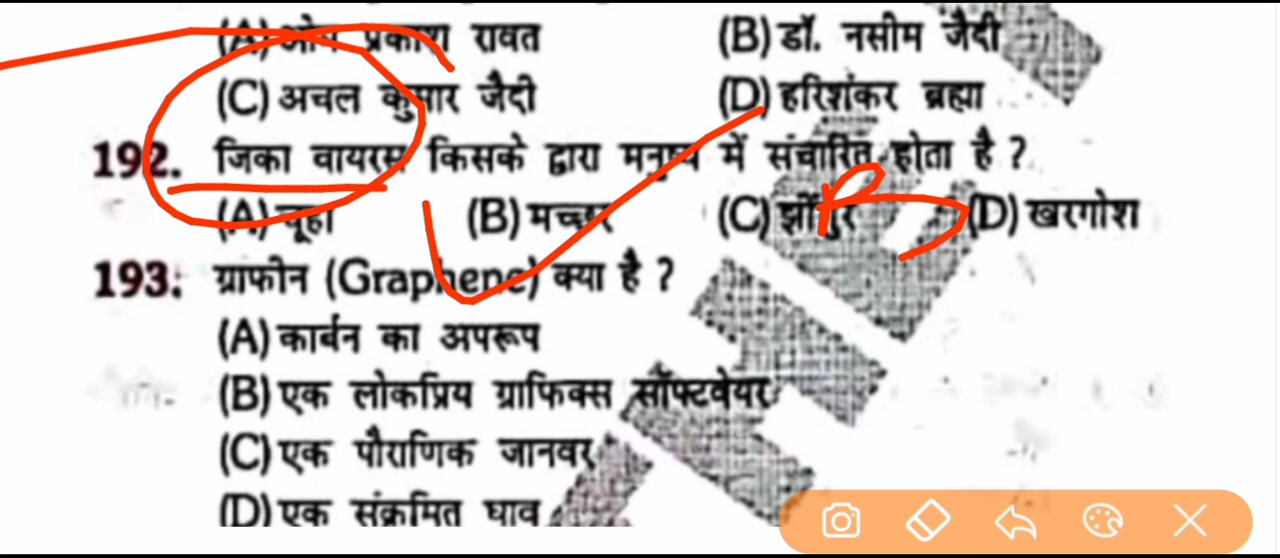 (A) ओम प्रकाश रावत (B) डॉ. नसीम जैदी
(C) अचल कुमार जैदी (D) हरिशंकर ब्रह्मा
192. जिका वायरस किसके द्वारा मनुष्य में संचारित होता है ?
(A) चूहा (B) मच्छर (C) झींगुर (D) खरगोश
193. ग्राफीन (Graphene) क्या है ?
(A) कार्बन का अपरूप
(B) एक लोकप्रिय ग्राफिक्स सॉफ्टवेयर
(C) एक पौराणिक जानवर
(D) एक संक्रमित घाव